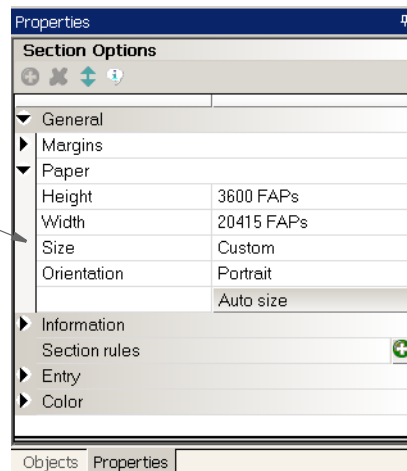 Properties
Section Options
General
Margins
Paper
Height 3600 FAPs
Width 20415 FAPs
Size Custom
Orientation Portrait
Auto size
Information
Section rules
Entry
Color
Objects Properties